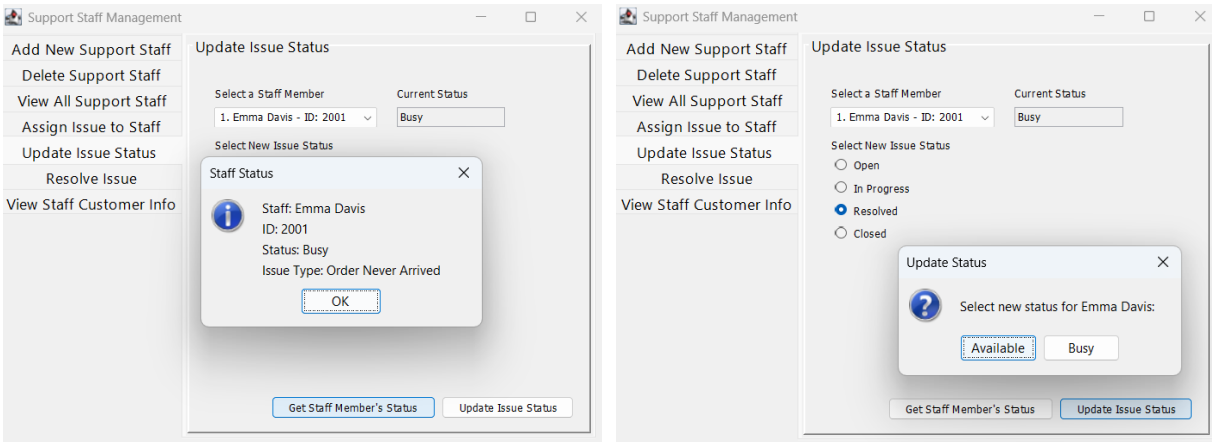 Support Staff Management
Add New Support Staff
Delete Support Staff
View All Support Staff
Assign Issue to Staff
Update Issue Status
Resolve Issue
View Staff Customer Info
Update Issue Status
Select a Staff Member
Current Status
1. Emma Davis - ID: 2001
Busy
Select New Issue Status
Staff Status
Staff: Emma Davis
ID: 2001
Status: Busy
Issue Type: Order Never Arrived
OK
Get Staff Member's Status
Update Issue Status
Support Staff Management
Add New Support Staff
Delete Support Staff
View All Support Staff
Assign Issue to Staff
Update Issue Status
Resolve Issue
View Staff Customer Info
Update Issue Status
Select a Staff Member
Current Status
1. Emma Davis - ID: 2001
Busy
Select New Issue Status
Open
In Progress
Resolved
Closed
Update Status
Select new status for Emma Davis:
Available
Busy
Get Staff Member's Status
Update Issue Status